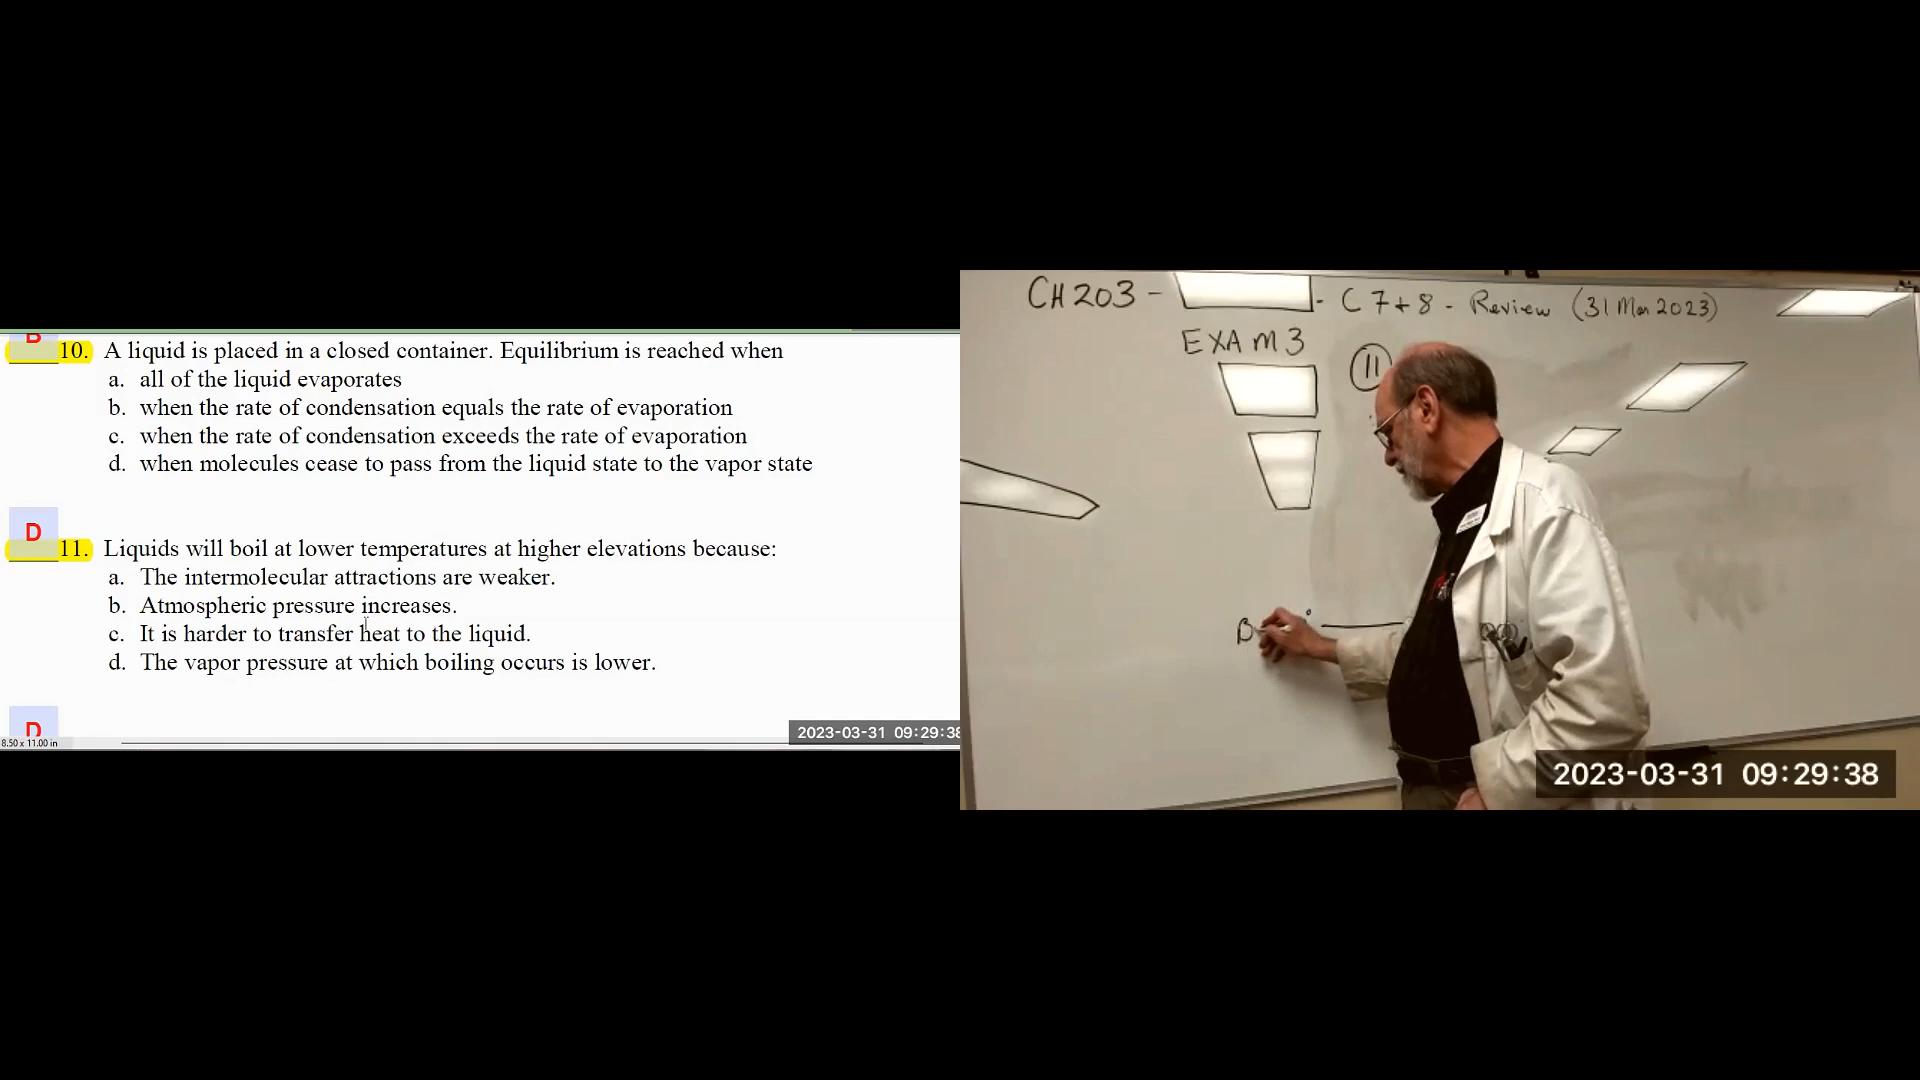 B
10. A liquid is placed in a closed container. Equilibrium is reached when
a. all of the liquid evaporates
b. when the rate of condensation equals the rate of evaporation
c. when the rate of condensation exceeds the rate of evaporation
d. when molecules cease to pass from the liquid state to the vapor state
D
11. Liquids will boil at lower temperatures at higher elevations because:
a. The intermolecular attractions are weaker.
b. Atmospheric pressure increases.
c. It is harder to transfer heat to the liquid.
d. The vapor pressure at which boiling occurs is lower.
D
8.50 x 11.00 in
2023-03-31 09:29:38
CH203 - - C 7+8 - Review (31 Mar 2023)
EXAM 3
11
B
2023-03-31 09:29:38